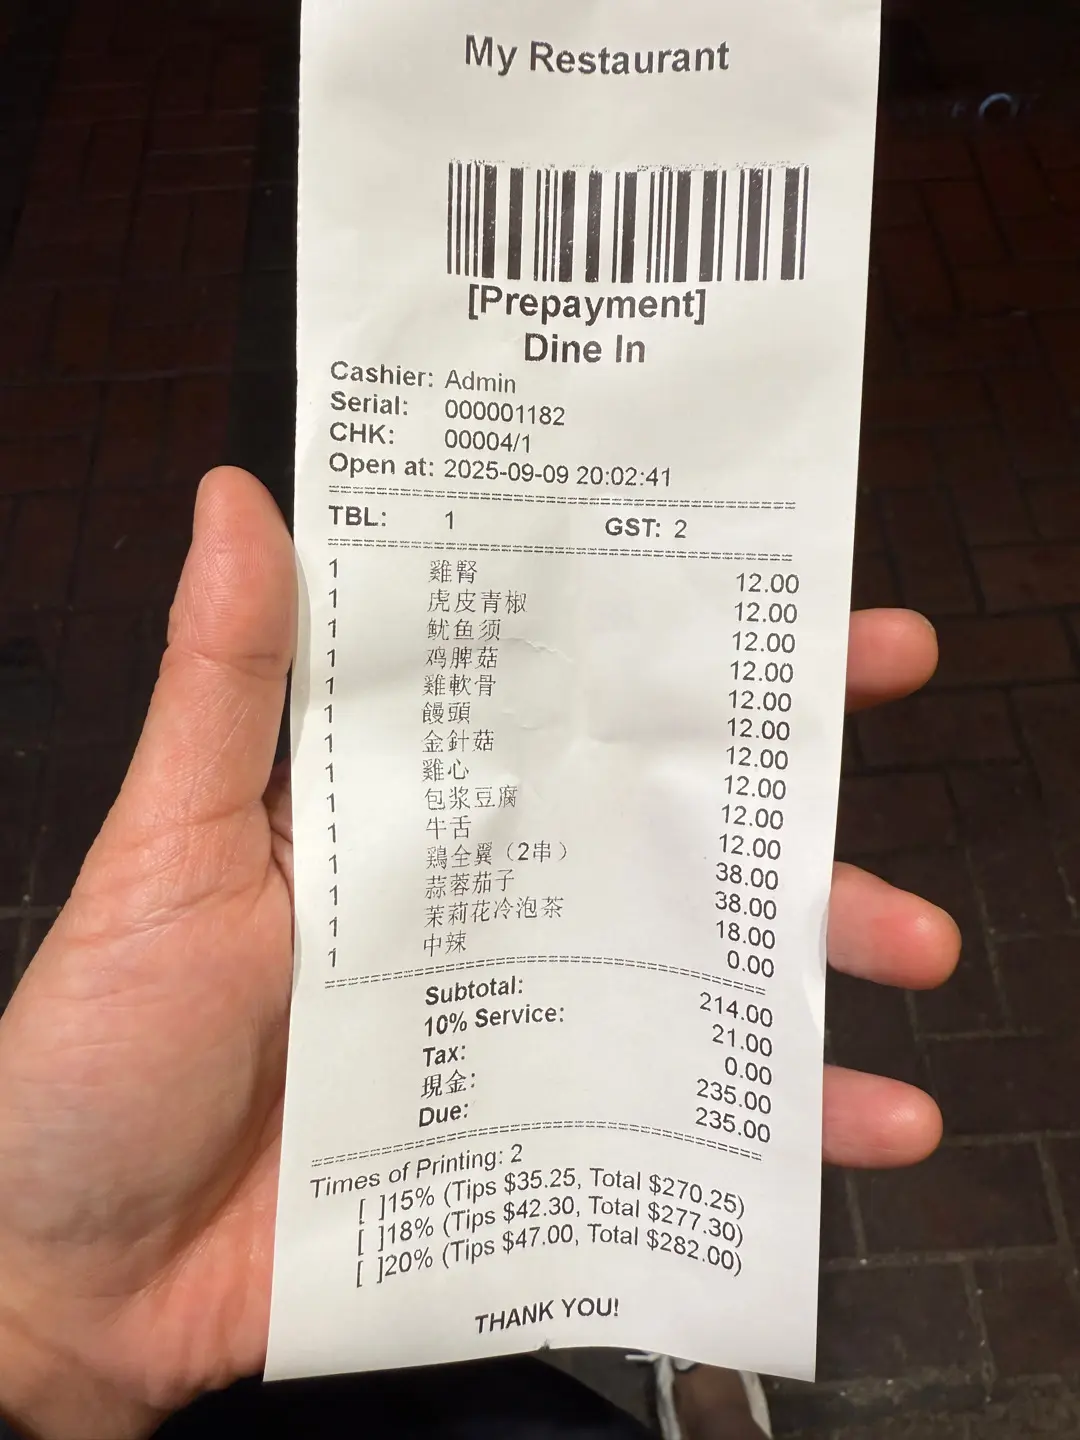 My Restaurant
[Prepayment]
Dine In
Cashier: Admin
Serial: 000001182
CHK: 00004/1
Open at: 2025-09-09 20:02:41
TBL: 1 GST: 2
1 雞腎 12.00
1 虎皮青椒 12.00
1 鱿鱼须 12.00
1 鸡脾菇 12.00
1 雞軟骨 12.00
1 饅頭 12.00
1 金針菇 12.00
1 雞心 12.00
1 包浆豆腐 12.00
1 牛舌 12.00
1 鶏全翼（2串） 38.00
1 蒜蓉茄子 38.00
1 茉莉花冷泡茶 18.00
1 中辣 0.00
Subtotal: 214.00
10% Service: 21.00
Tax: 0.00
現金: 235.00
Due: 235.00
Times of Printing: 2
[ ]15% (Tips $35.25, Total $270.25)
[ ]18% (Tips $42.30, Total $277.30)
[ ]20% (Tips $47.00, Total $282.00)
THANK YOU!